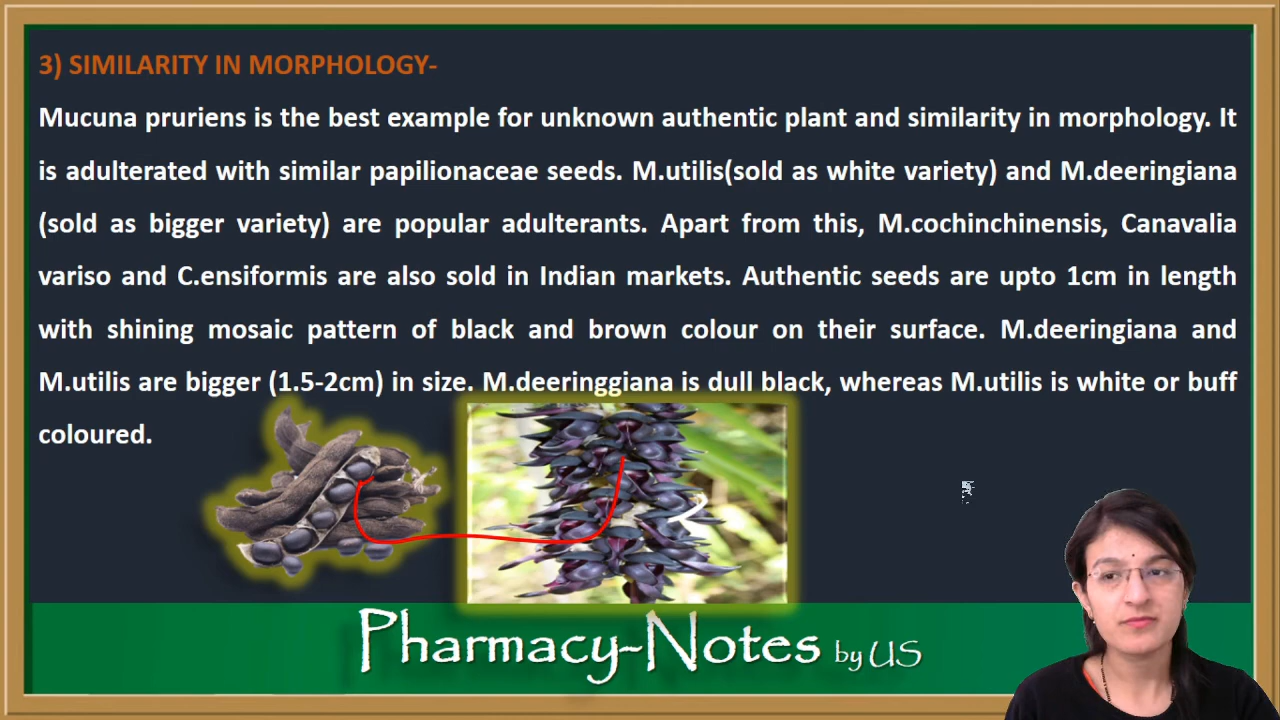 3) SIMILARITY IN MORPHOLOGY-
Mucuna pruriens is the best example for unknown authentic plant and similarity in morphology. It
is adulterated with similar papilionaceae seeds. M.utilis(sold as white variety) and M.deeringiana
(sold as bigger variety) are popular adulterants. Apart from this, M.cochinchinensis, Canavalia
variso and C.ensiformis are also sold in Indian markets. Authentic seeds are upto 1cm in length
with shining mosaic pattern of black and brown colour on their surface. M.deeringiana and
M.utilis are bigger (1.5-2cm) in size. M.deeringgiana is dull black, whereas M.utilis is white or buff
coloured.
Pharmacy-Notes by US